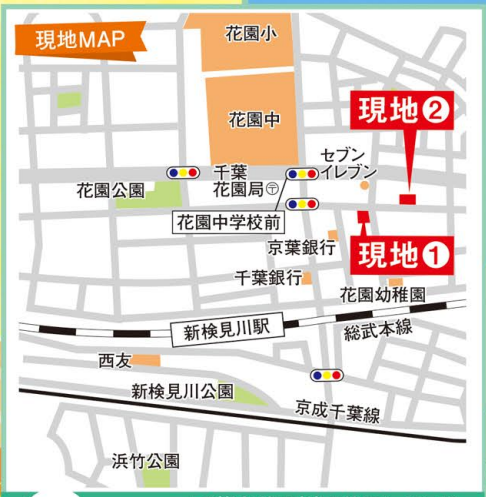 現地MAP
花園小
花園中
現地②
セブン
イレブン
千葉
花園局〶
花園公園
花園中学校前
京葉銀行
現地①
千葉銀行
花園幼稚園
新検見川駅
総武本線
西友
新検見川公園
京成千葉線
浜竹公園